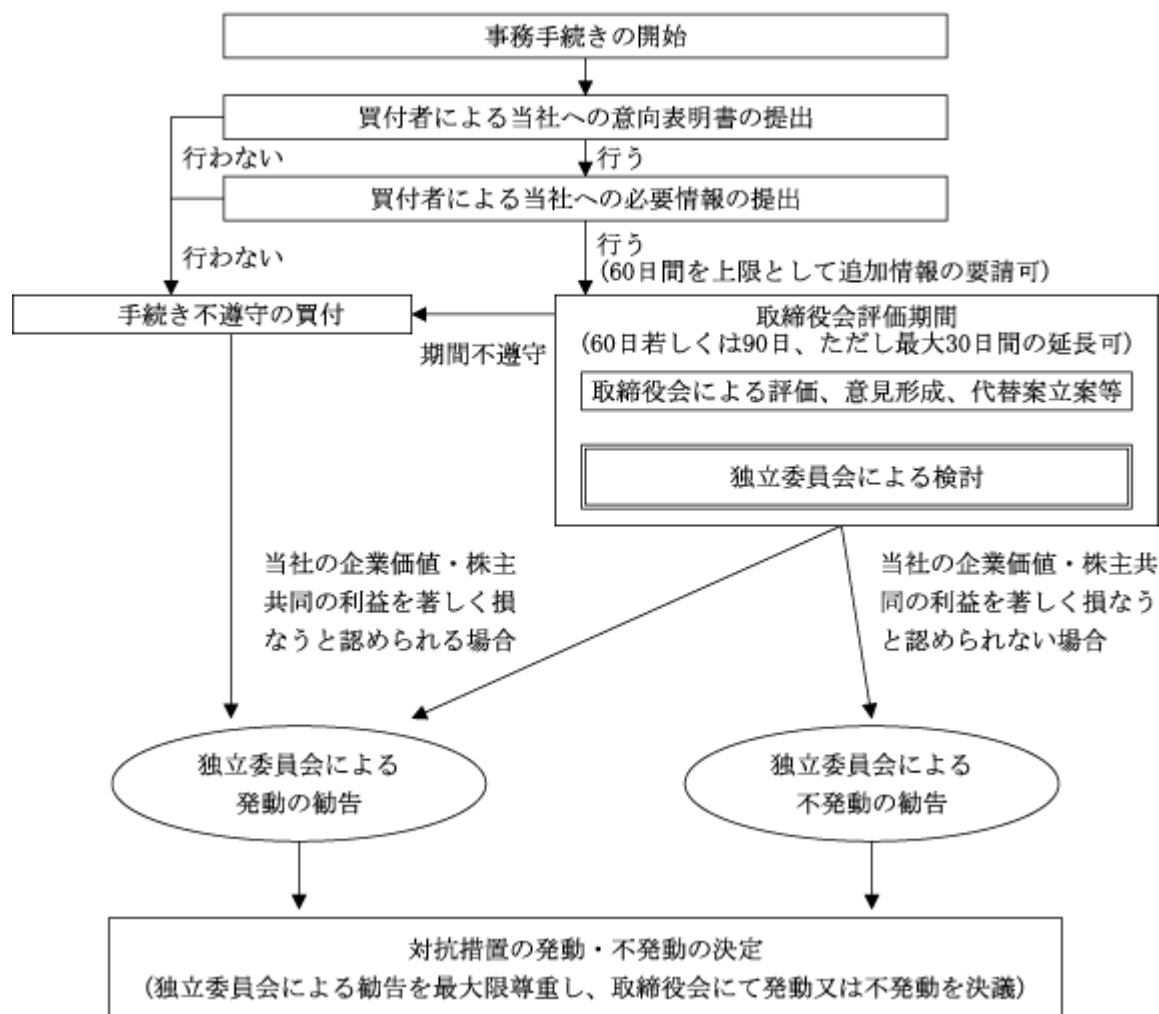 事務手続きの開始
買付者による当社への意向表明書の提出
行わない
行う
買付者による当社への必要情報の提出
行わない
行う
(60日間を上限として追加情報の要請可)
手続き不遵守の買付
期間不遵守
取締役会評価期間
(60日若しくは90日、ただし最大30日間の延長可)
取締役会による評価、意見形成、代替案立案等
独立委員会による検討
当社の企業価値・株主
共同の利益を著しく損
なうと認められる場合
当社の企業価値・株主共
同の利益を著しく損なう
と認められない場合
独立委員会による
発動の勧告
独立委員会による
不発動の勧告
対抗措置の発動・不発動の決定
(独立委員会による勧告を最大限尊重し、取締役会にて発動又は不発動を決議)